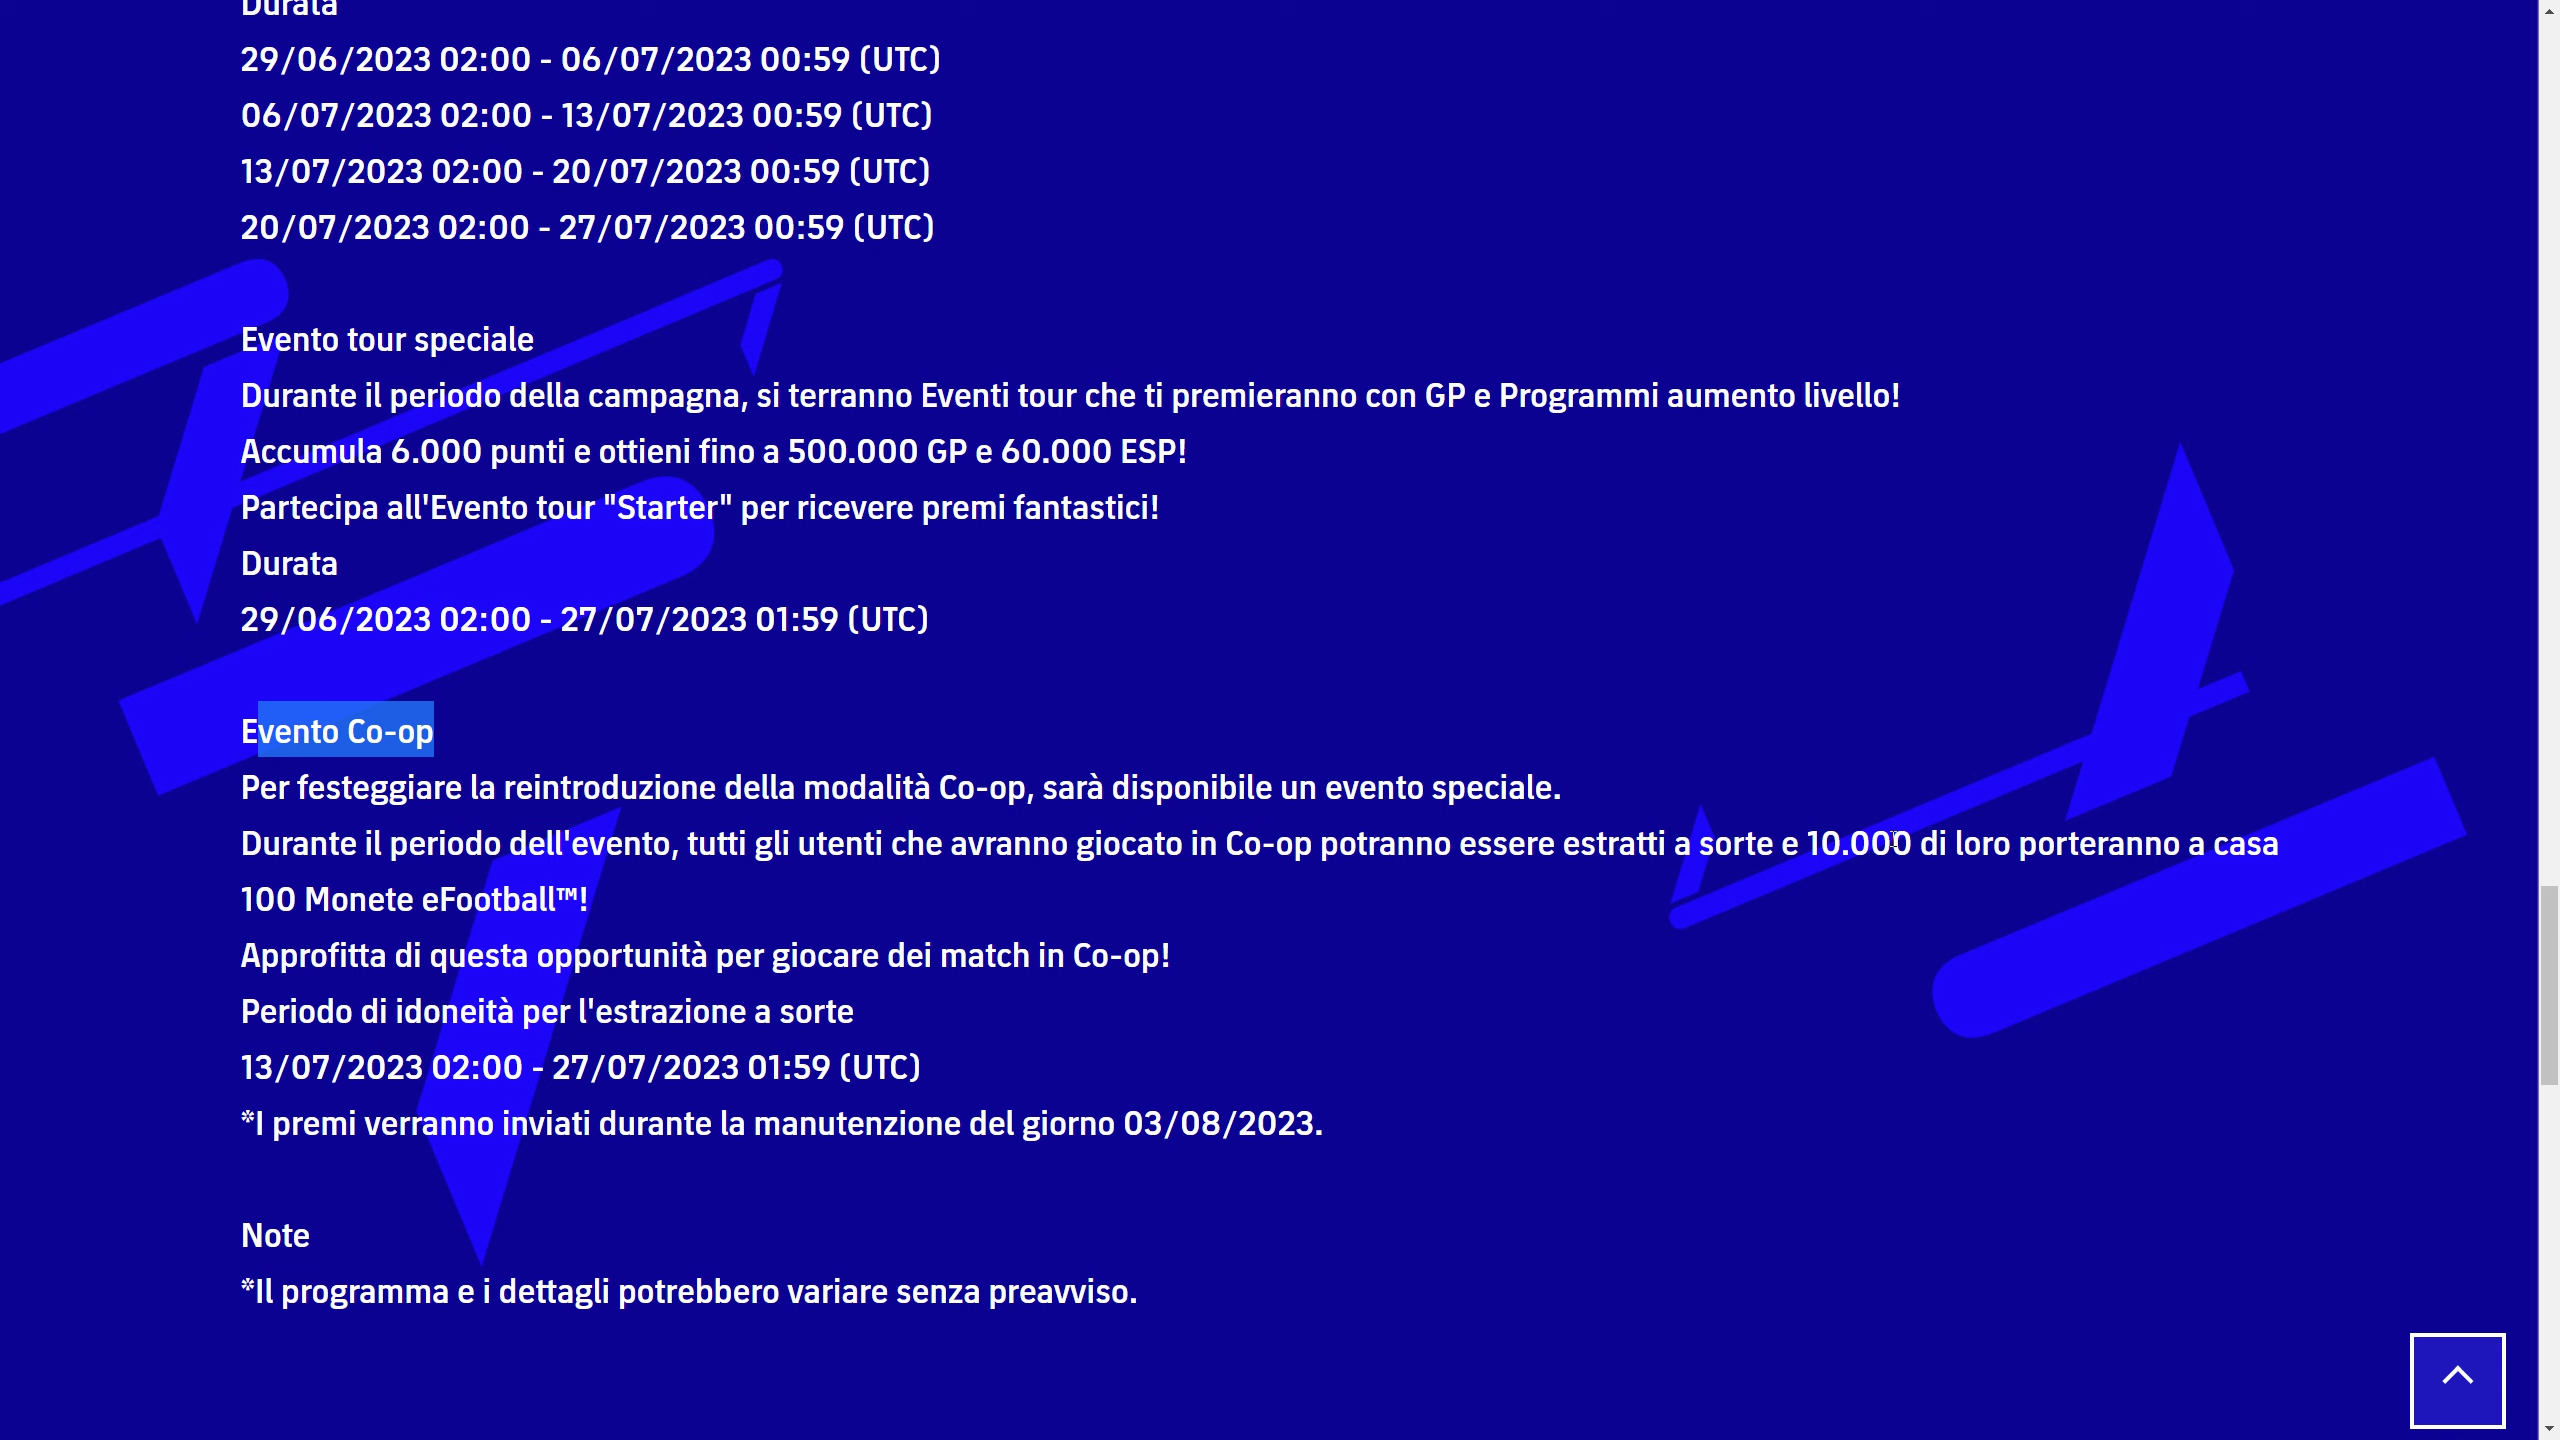 Durata
29/06/2023 02:00 - 06/07/2023 00:59 (UTC)
06/07/2023 02:00 - 13/07/2023 00:59 (UTC)
13/07/2023 02:00 - 20/07/2023 00:59 (UTC)
20/07/2023 02:00 - 27/07/2023 00:59 (UTC)
Evento tour speciale
Durante il periodo della campagna, si terranno Eventi tour che ti premieranno con GP e Programmi aumento livello!
Accumula 6.000 punti e ottieni fino a 500.000 GP e 60.000 ESP!
Partecipa all'Evento tour "Starter" per ricevere premi fantastici!
Durata
29/06/2023 02:00 - 27/07/2023 01:59 (UTC)
Evento Co-op
Per festeggiare la reintroduzione della modalità Co-op, sarà disponibile un evento speciale.
Durante il periodo dell'evento, tutti gli utenti che avranno giocato in Co-op potranno essere estratti a sorte e 10.000 di loro porteranno a casa
100 Monete eFootball™!
Approfitta di questa opportunità per giocare dei match in Co-op!
Periodo di idoneità per l'estrazione a sorte
13/07/2023 02:00 - 27/07/2023 01:59 (UTC)
*I premi verranno inviati durante la manutenzione del giorno 03/08/2023.
Note
*Il programma e i dettagli potrebbero variare senza preavviso.